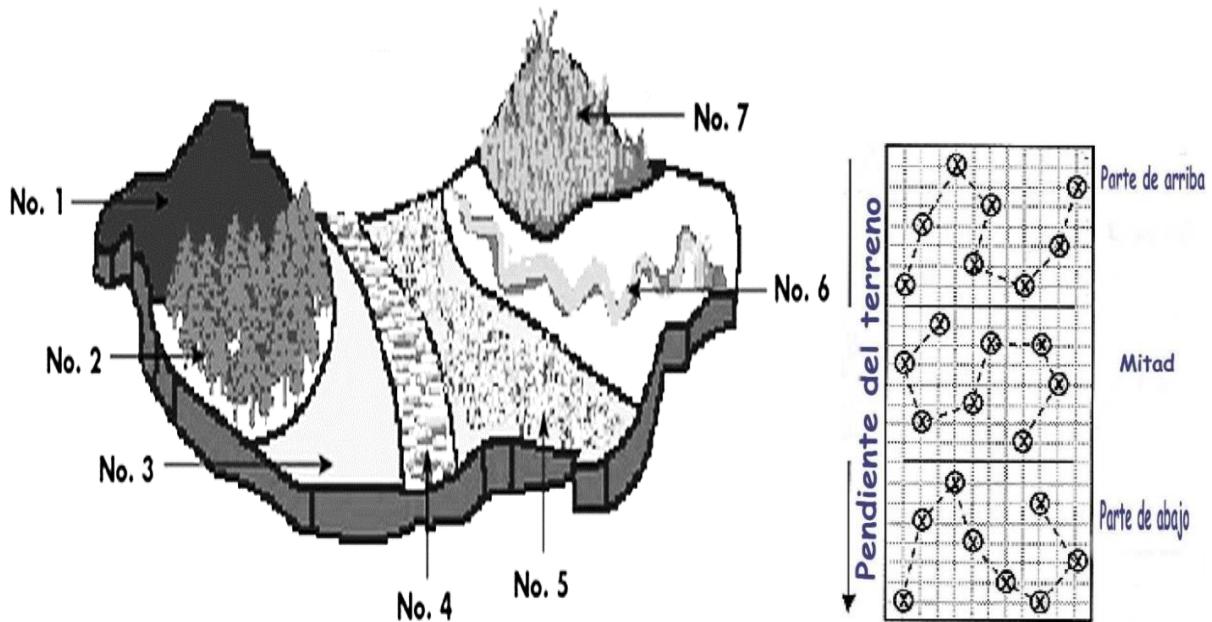 No. 1
No. 2
No. 3
No. 4
No. 5
No. 6
No. 7
Pendiente del terreno
Parte de arriba
Mitad
Parte de abajo